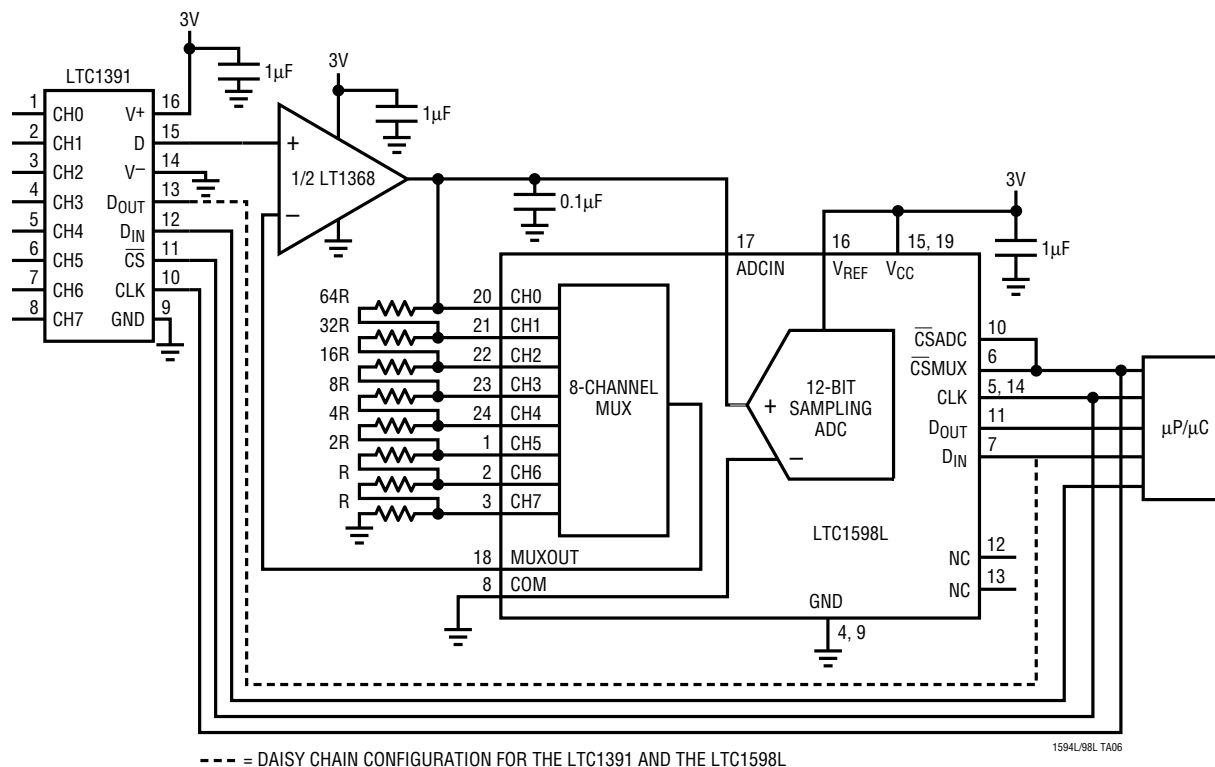 3V
1µF
LTC1391
1 CH0
2 CH1
3 CH2
4 CH3
5 CH4
6 CH5
7 CH6
8 CH7
V+ 16
D 15
V− 14
DOUT 13
DIN 12
CS 11
CLK 10
GND 9
3V
1µF
+
1/2 LT1368
−
0.1µF
3V
1µF
17 ADCIN
16 VREF
15, 19 VCC
64R 20 CH0
32R 21 CH1
16R 22 CH2
8R 23 CH3
4R 24 CH4
2R 1 CH5
R 2 CH6
R 3 CH7
8-CHANNEL
MUX
+
12-BIT
SAMPLING
ADC
−
CSADC 10
CSMUX 6
CLK 5, 14
DOUT 11
DIN 7
µP/µC
LTC1598L
NC 12
NC 13
18 MUXOUT
8 COM
GND
4, 9
1594L/98L TA06
= DAISY CHAIN CONFIGURATION FOR THE LTC1391 AND THE LTC1598L